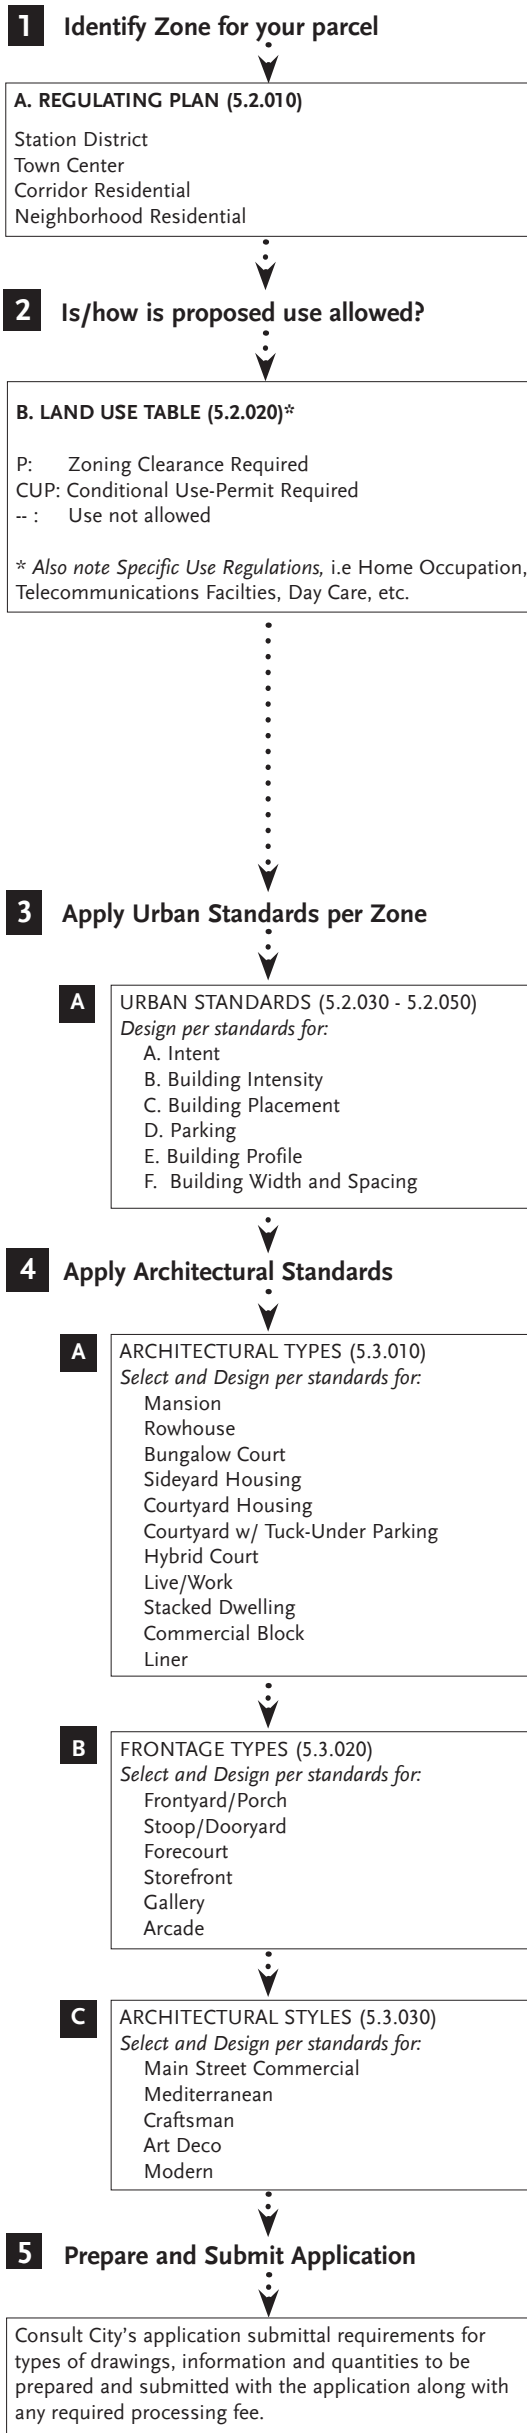 1 Identify Zone for your parcel
A. REGULATING PLAN (5.2.010)
Station District
Town Center
Corridor Residential
Neighborhood Residential
2 Is/how is proposed use allowed?
B. LAND USE TABLE (5.2.020)*
P: Zoning Clearance Required
CUP: Conditional Use-Permit Required
-- : Use not allowed
* Also note Specific Use Regulations, i.e Home Occupation,
Telecommunications Facilties, Day Care, etc.
3 Apply Urban Standards per Zone
A URBAN STANDARDS (5.2.030 - 5.2.050)
Design per standards for:
A. Intent
B. Building Intensity
C. Building Placement
D. Parking
E. Building Profile
F. Building Width and Spacing
4 Apply Architectural Standards
A ARCHITECTURAL TYPES (5.3.010)
Select and Design per standards for:
Mansion
Rowhouse
Bungalow Court
Sideyard Housing
Courtyard Housing
Courtyard w/ Tuck-Under Parking
Hybrid Court
Live/Work
Stacked Dwelling
Commercial Block
Liner
B FRONTAGE TYPES (5.3.020)
Select and Design per standards for:
Frontyard/Porch
Stoop/Dooryard
Forecourt
Storefront
Gallery
Arcade
C ARCHITECTURAL STYLES (5.3.030)
Select and Design per standards for:
Main Street Commercial
Mediterranean
Craftsman
Art Deco
Modern
5 Prepare and Submit Application
Consult City's application submittal requirements for
types of drawings, information and quantities to be
prepared and submitted with the application along with
any required processing fee.